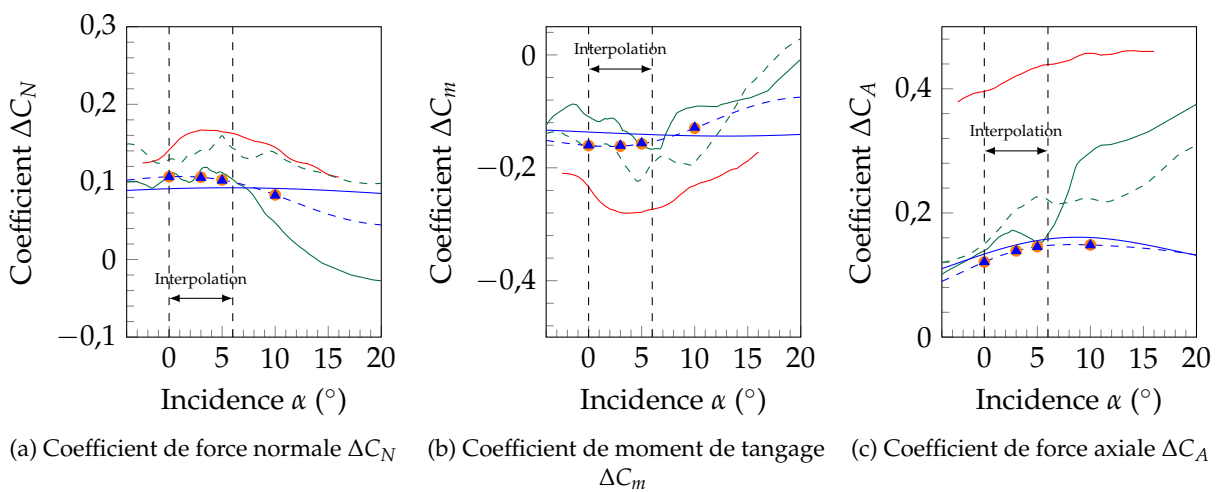 0,3
0,2
0,1
0
−0,1
Coefficient ΔC_N
Interpolation
0 5 10 15 20
Incidence α (°)
(a) Coefficient de force normale ΔC_N
0
−0,2
−0,4
Coefficient ΔC_m
Interpolation
0 5 10 15 20
Incidence α (°)
(b) Coefficient de moment de tangage
ΔC_m
0,4
0,2
0
Coefficient ΔC_A
Interpolation
0 5 10 15 20
Incidence α (°)
(c) Coefficient de force axiale ΔC_A